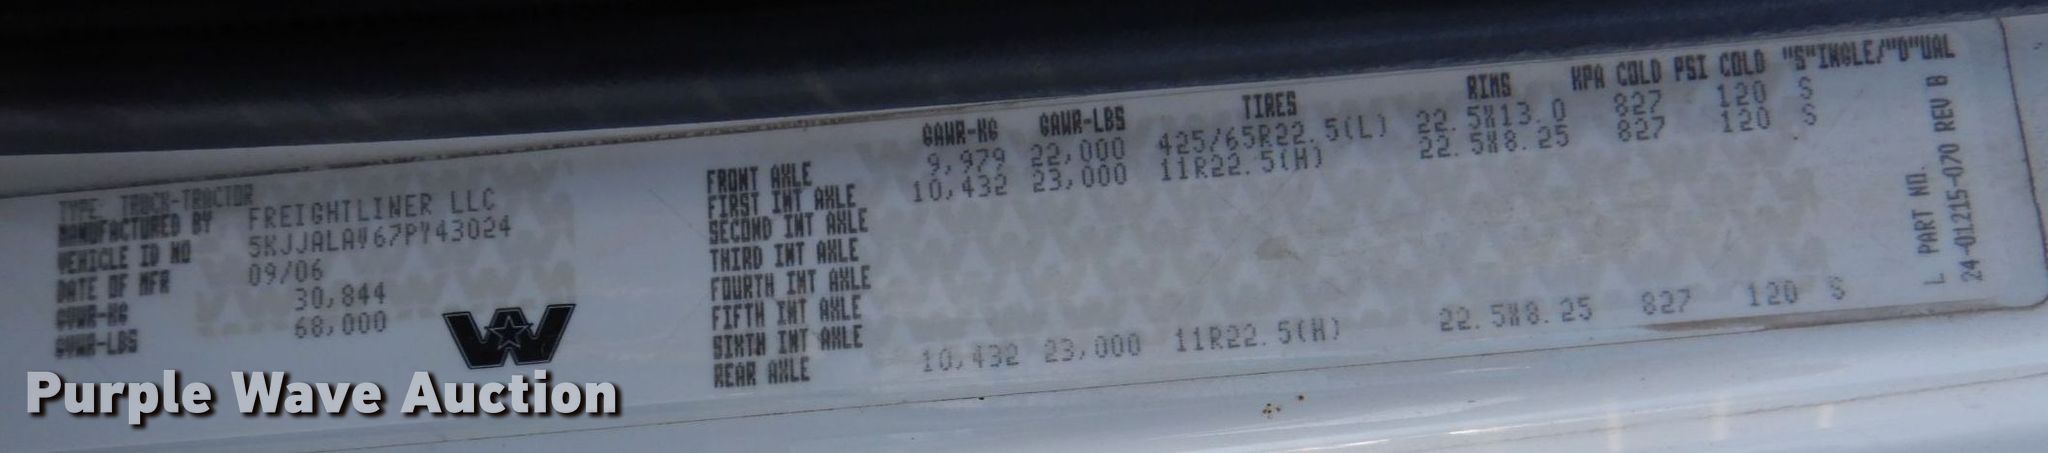 TYPE TRUCK-TRACTOR
MANUFACTURED BY FREIGHTLINER LLC
VEHICLE ID NO 5KJJALAV67PY43024
DATE OF MFR 09/06
GVWR-KG 30,844
GVWR-LBS 68,000
GAWR-KG GAWR-LBS TIRES RIMS KPA COLD PSI COLD "S"INGLE/"D"UAL
FRONT AXLE 9,979 22,000 425/65R22.5(L) 22.5X13.0 827 120 S
FIRST INT AXLE 10,432 23,000 11R22.5(H) 22.5X8.25 827 120 S
SECOND INT AXLE
THIRD INT AXLE
FOURTH INT AXLE
FIFTH INT AXLE
SIXTH INT AXLE
REAR AXLE 10,432 23,000 11R22.5(H) 22.5X8.25 827 120 S
L PART NO.
24-01215-070 REV B
W
Purple Wave Auction